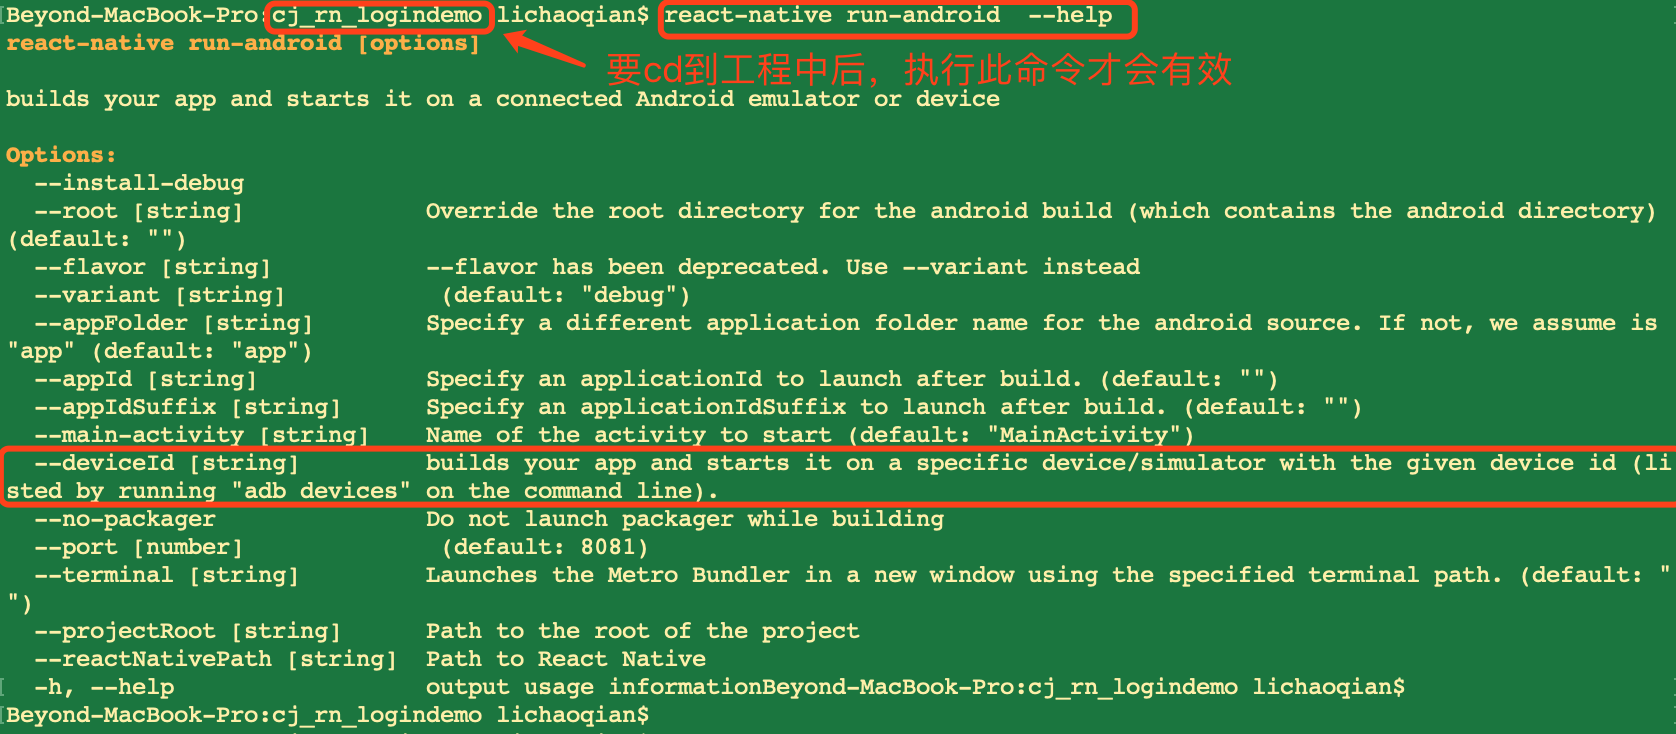 Beyond-MacBook-Pro:cj_rn_logindemo lichaoqian$ react-native run-android  --help
react-native run-android [options]
要cd到工程中后，执行此命令才会有效
builds your app and starts it on a connected Android emulator or device
Options:
--install-debug
--root [string] Override the root directory for the android build (which contains the android directory)
(default: "")
--flavor [string] --flavor has been deprecated. Use --variant instead
--variant [string] (default: "debug")
--appFolder [string] Specify a different application folder name for the android source. If not, we assume is
"app" (default: "app")
--appId [string] Specify an applicationId to launch after build. (default: "")
--appIdSuffix [string] Specify an applicationIdSuffix to launch after build. (default: "")
--main-activity [string] Name of the activity to start (default: "MainActivity")
--deviceId [string] builds your app and starts it on a specific device/simulator with the given device id (li
sted by running "adb devices" on the command line).
--no-packager Do not launch packager while building
--port [number] (default: 8081)
--terminal [string] Launches the Metro Bundler in a new window using the specified terminal path. (default: "
")
--projectRoot [string] Path to the root of the project
--reactNativePath [string] Path to React Native
-h, --help output usage informationBeyond-MacBook-Pro:cj_rn_logindemo lichaoqian$
Beyond-MacBook-Pro:cj_rn_logindemo lichaoqian$